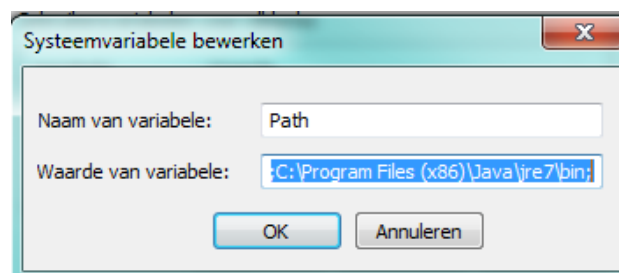 Systeemvariabele bewerken
Naam van variabele: Path
Waarde van variabele: ;C:\Program Files (x86)\Java\jre7\bin;
OK Annuleren